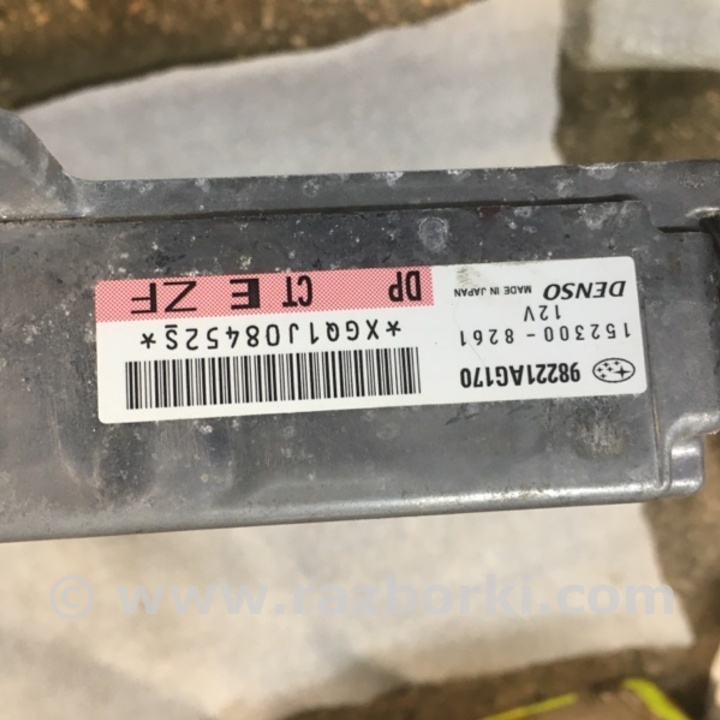 98221AG170
152300-8261
12V
DENSO
MADE IN JAPAN
*XGQ1J08452S*
DP CT E ZF
© www.razborki.com